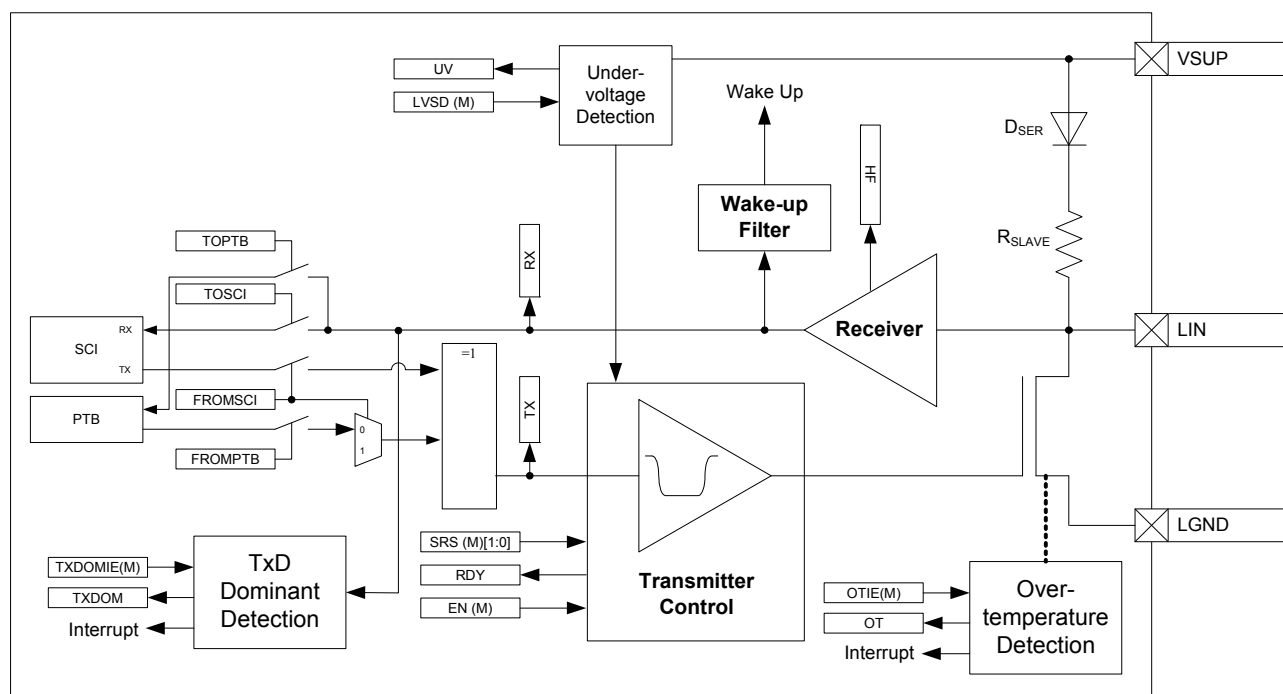 VSUP
UV
Under-
voltage
Detection
LVSD (M)
Wake Up
DSER
HF
Wake-up
Filter
RSLAVE
TOPTB
RX
TOSCI
RX
SCI
TX
Receiver
LIN
=1
FROMSCI
TX
PTB
0
1
FROMPTB
LGND
SRS (M)[1:0]
RDY
EN (M)
Transmitter
Control
TXDOMIE(M)
TXDOM
Interrupt
TxD
Dominant
Detection
OTIE(M)
OT
Interrupt
Over-
temperature
Detection